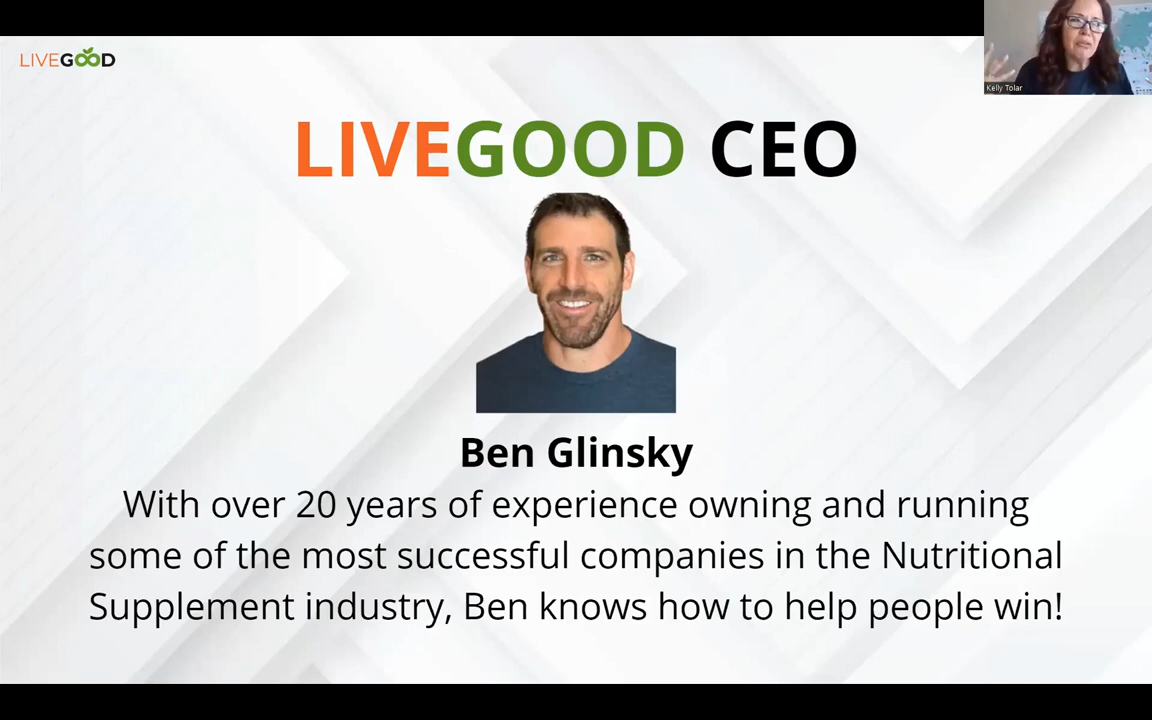 LIVEGOOD
Kelly Tolar
LIVEGOOD CEO
Ben Glinsky
With over 20 years of experience owning and running
some of the most successful companies in the Nutritional
Supplement industry, Ben knows how to help people win!